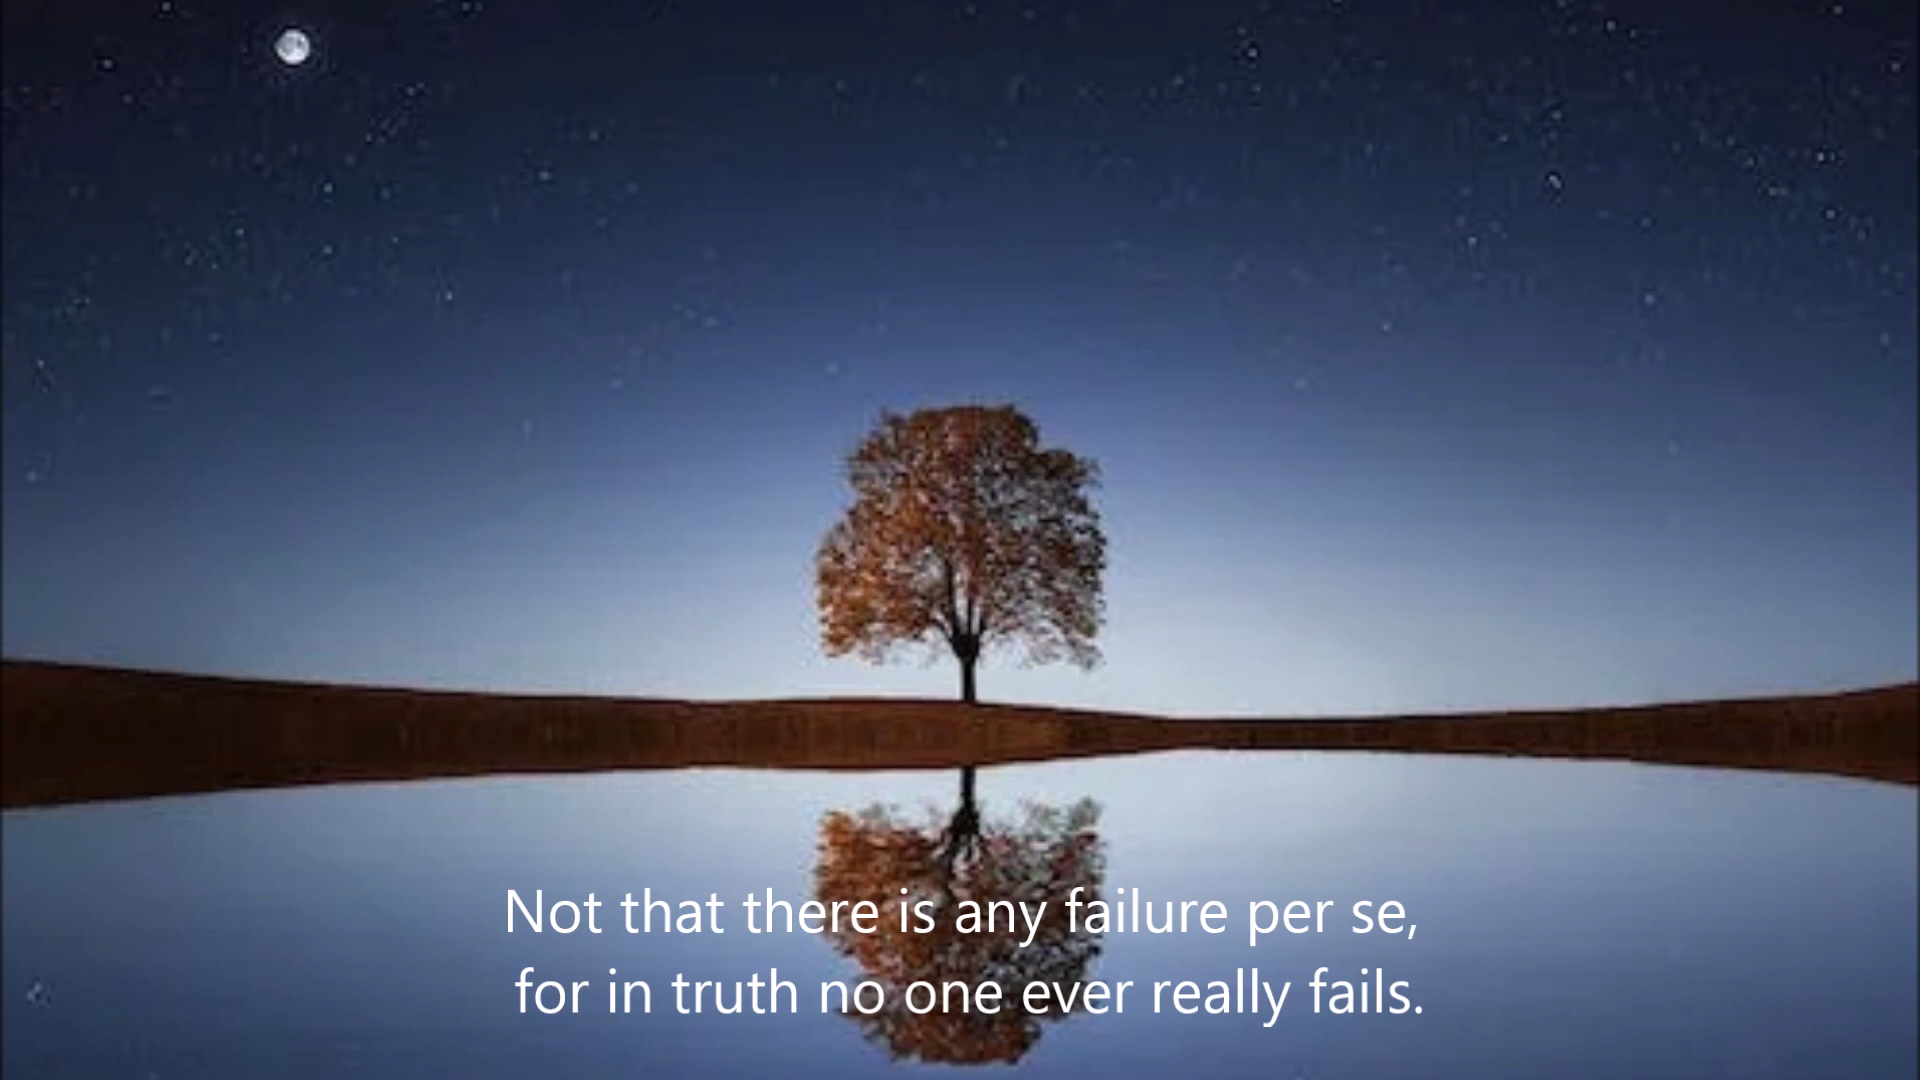 Not that there is any failure per se,
for in truth no one ever really fails.